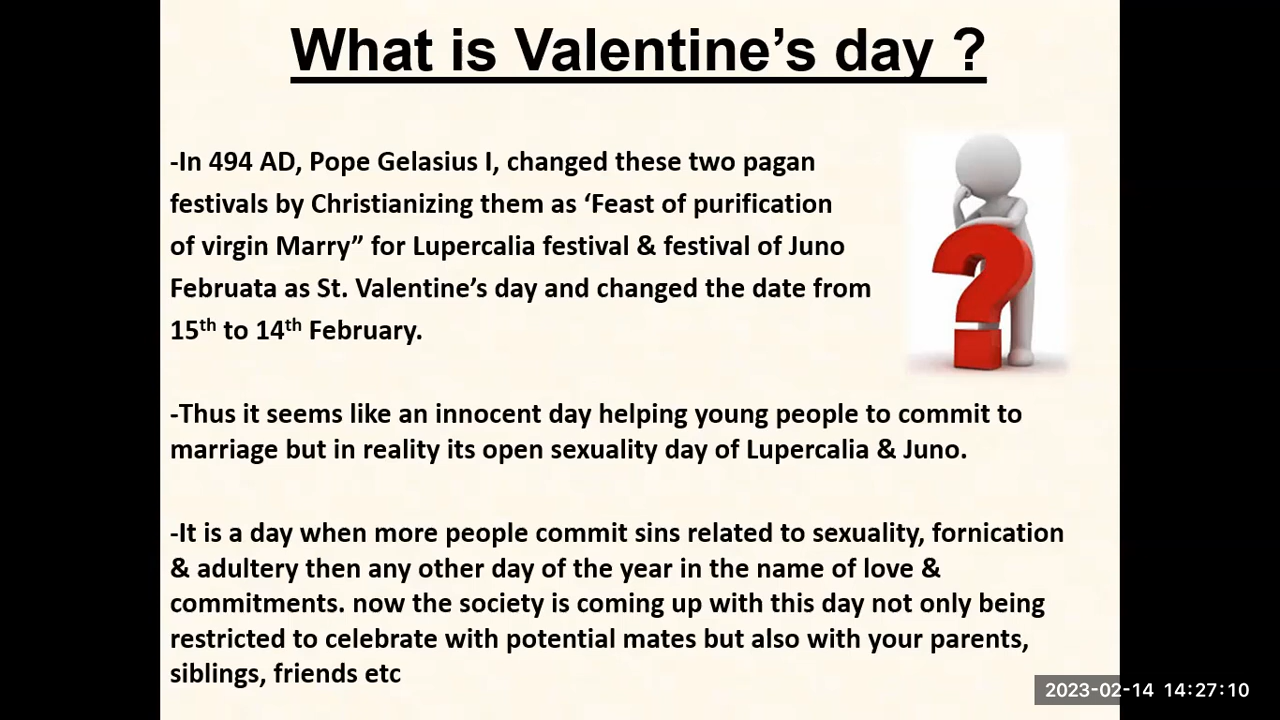 What is Valentine’s day ?
-In 494 AD, Pope Gelasius I, changed these two pagan
festivals by Christianizing them as ‘Feast of purification
of virgin Marry” for Lupercalia festival & festival of Juno
Februata as St. Valentine’s day and changed the date from
15th to 14th February.
-Thus it seems like an innocent day helping young people to commit to
marriage but in reality its open sexuality day of Lupercalia & Juno.
-It is a day when more people commit sins related to sexuality, fornication
& adultery then any other day of the year in the name of love &
commitments. now the society is coming up with this day not only being
restricted to celebrate with potential mates but also with your parents,
siblings, friends etc
2023-02-14 14:27:10